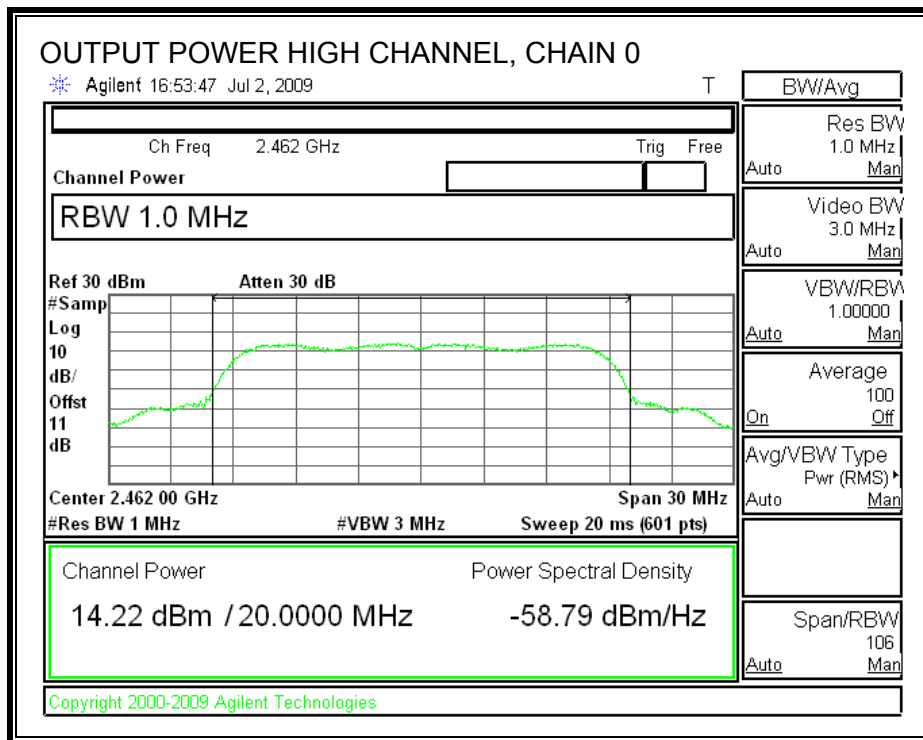 OUTPUT POWER HIGH CHANNEL, CHAIN 0
Agilent 16:53:47 Jul 2, 2009 T
BW/Avg
Ch Freq 2.462 GHz Trig Free
Channel Power
RBW 1.0 MHz
Ref 30 dBm Atten 30 dB
#Samp
Log
10
dB/
Offst
11
dB
Center 2.462 00 GHz Span 30 MHz
#Res BW 1 MHz #VBW 3 MHz Sweep 20 ms (601 pts)
Channel Power Power Spectral Density
14.22 dBm / 20.0000 MHz -58.79 dBm/Hz
Res BW
1.0 MHz
Auto Man
Video BW
3.0 MHz
Auto Man
VBW/RBW
1.00000
Auto Man
Average
100
On Off
Avg/VBW Type
Pwr (RMS)
Auto Man
Span/RBW
106
Auto Man
Copyright 2000-2009 Agilent Technologies